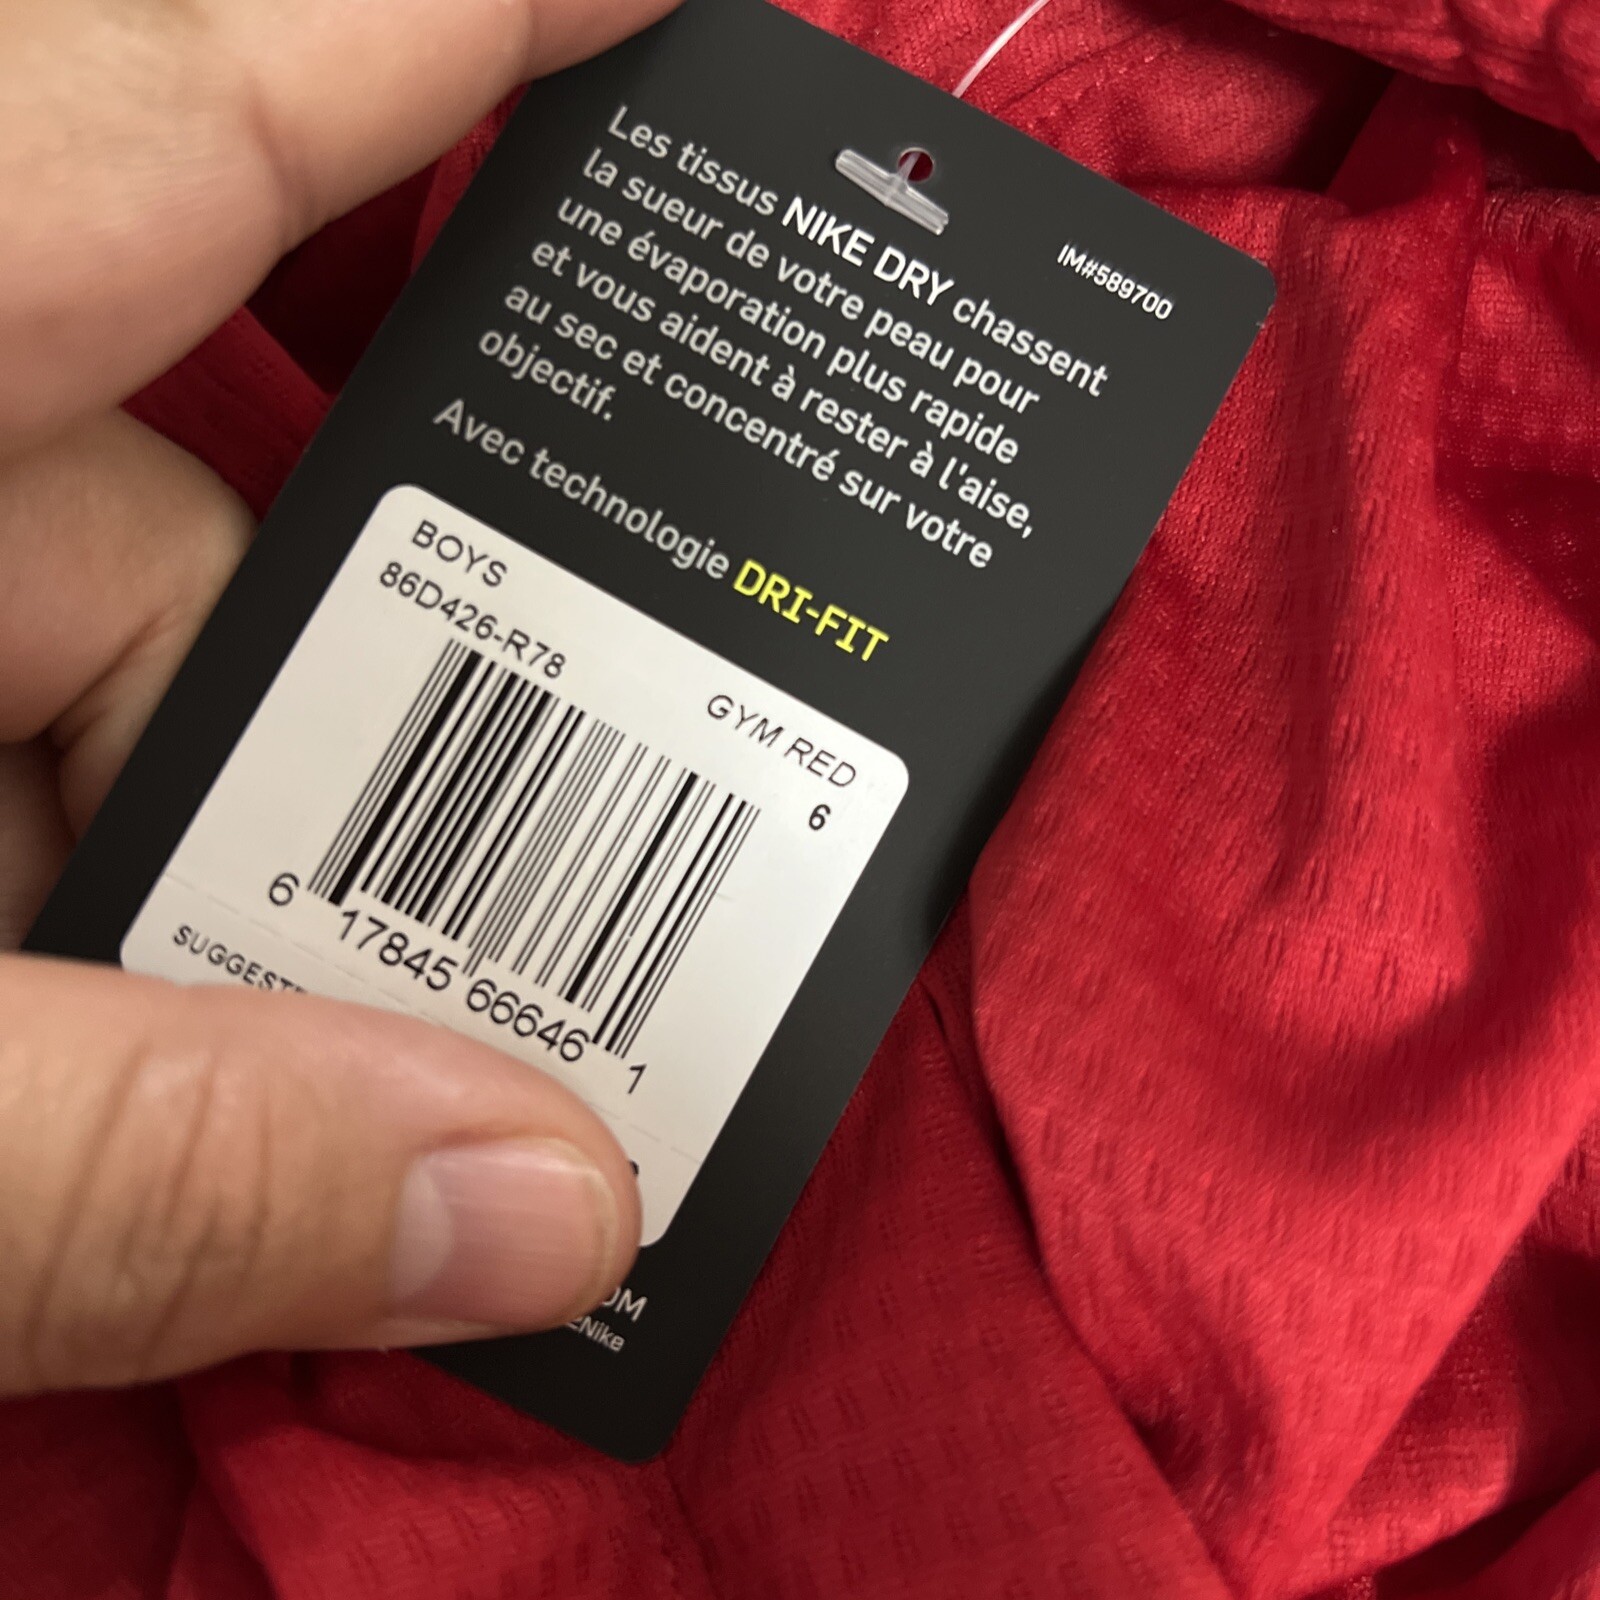 IM#589700
Les tissus NIKE DRY chassent
la sueur de votre peau pour
une évaporation plus rapide
et vous aident à rester à l'aise,
au sec et concentré sur votre
objectif.
Avec technologie DRI-FIT
BOYS
86D426-R78
GYM RED
6
6 17845 66646 1